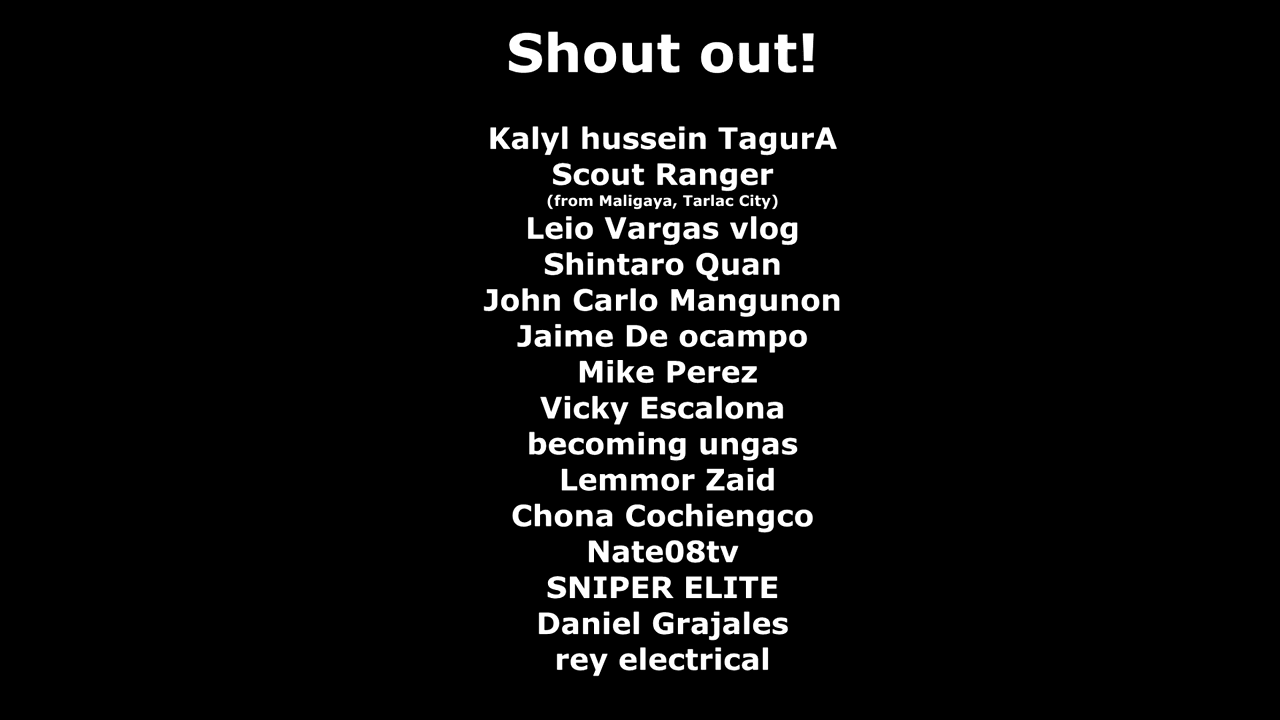 Shout out!
Kalyl hussein TagurA
Scout Ranger
(from Maligaya, Tarlac City)
Leio Vargas vlog
Shintaro Quan
John Carlo Mangunon
Jaime De ocampo
Mike Perez
Vicky Escalona
becoming ungas
Lemmor Zaid
Chona Cochiengco
Nate08tv
SNIPER ELITE
Daniel Grajales
rey electrical